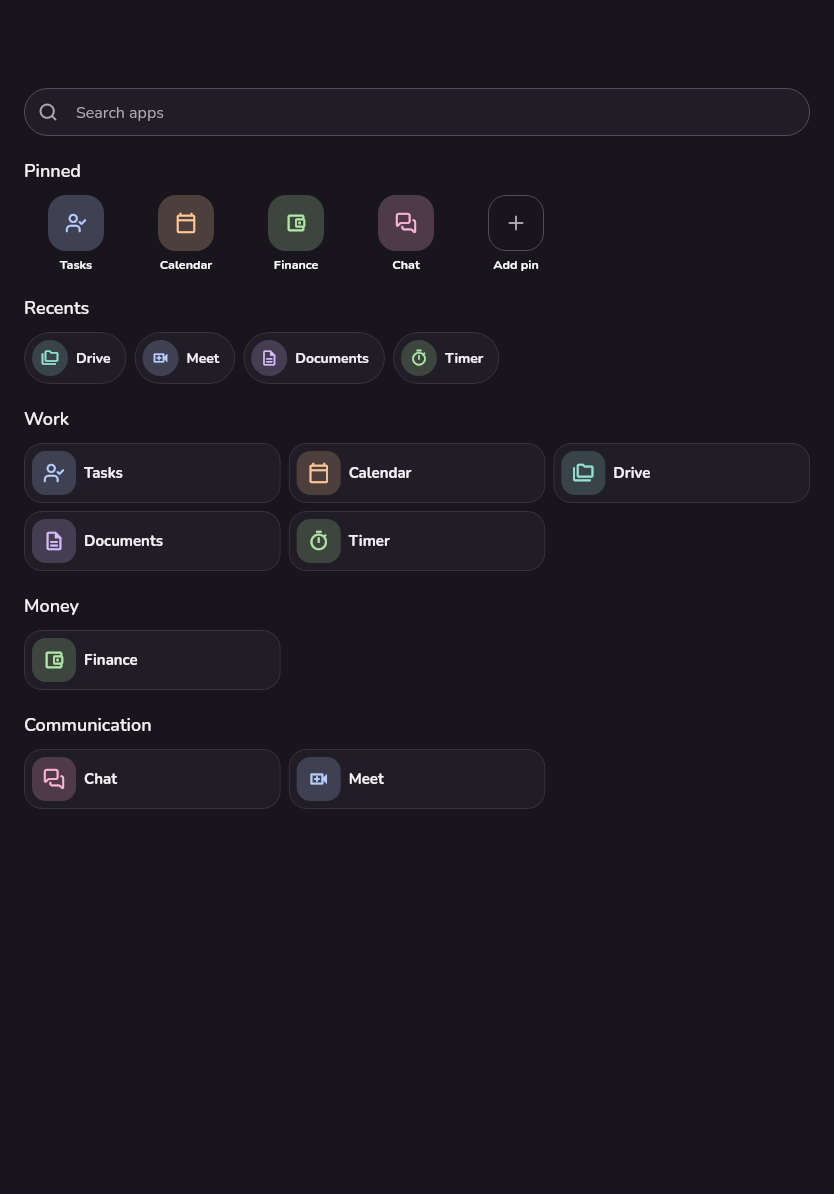 Search apps
Pinned
Tasks Calendar Finance Chat Add pin
Recents
Drive Meet Documents Timer
Work
Tasks Calendar Drive
Documents Timer
Money
Finance
Communication
Chat Meet